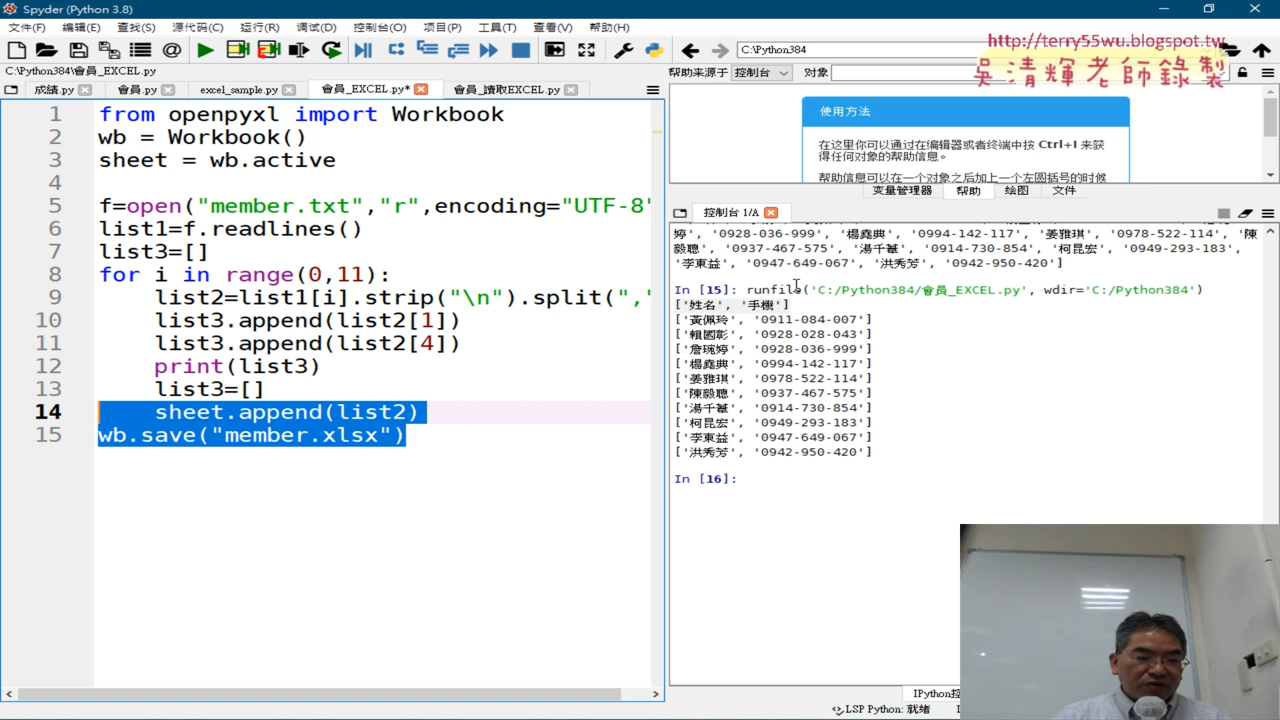 Spyder (Python 3.8)
文件(F) 编辑(E) 查找(S) 源代码(C) 运行(R) 调试(D) 控制台(O) 项目(P) 工具(T) 查看(V) 帮助(H)
C:\Python384
http://terry55wu.blogspot.tw
吳清輝老師錄製
C:\Python384\會員_EXCEL.py
帮助来源于 控制台 对象
成績.py 會員.py excel_sample.py 會員_EXCEL.py* 會員_讀取EXCEL.py
1 from openpyxl import Workbook
2 wb = Workbook()
3 sheet = wb.active
4
5 f=open("member.txt","r",encoding="UTF-8"
6 list1=f.readlines()
7 list3=[]
8 for i in range(0,11):
9 list2=list1[i].strip("\n").split(","
10 list3.append(list2[1])
11 list3.append(list2[4])
12 print(list3)
13 list3=[]
14 sheet.append(list2)
15 wb.save("member.xlsx")
使用方法
在这里你可以通过在编辑器或者终端中按 Ctrl+I 来获
得任何对象的帮助信息。
帮助信息可以在一个对象之后加上一个左圆括号的时候
变量管理器 帮助 绘图 文件
控制台 1/A
婷', '0928-036-999', '楊堯典', '0994-142-117', '姜雅琪', '0978-522-114', '陳
毅聰', '0937-467-575', '湯千蕙', '0914-730-854', '柯昆宏', '0949-293-183',
'李東益', '0947-649-067', '洪秀芳', '0942-950-420']
In [15]: runfile('C:/Python384/會員_EXCEL.py', wdir='C:/Python384')
['姓名', '手機']
['黃佩玲', '0911-084-007']
['賴國彰', '0928-028-043']
['詹琬婷', '0928-036-999']
['楊堯典', '0994-142-117']
['姜雅琪', '0978-522-114']
['陳毅聰', '0937-467-575']
['湯千蕙', '0914-730-854']
['柯昆宏', '0949-293-183']
['李東益', '0947-649-067']
['洪秀芳', '0942-950-420']
In [16]:
LSP Python: 就绪